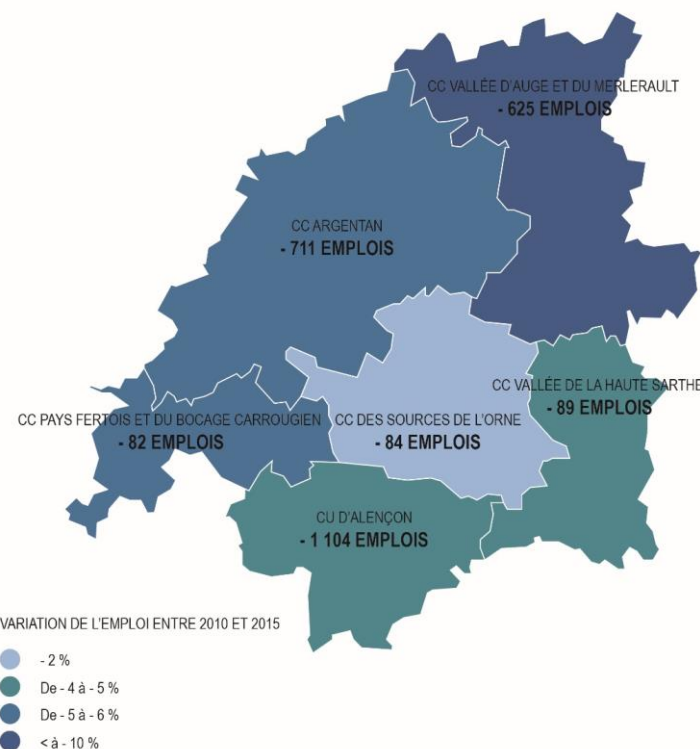 CC VALLÉE D'AUGE ET DU MERLERAULT
- 625 EMPLOIS
CC ARGENTAN
- 711 EMPLOIS
CC VALLÉE DE LA HAUTE SARTHE
- 89 EMPLOIS
CC PAYS FERTOIS ET DU BOCAGE CARROUGIEN
- 82 EMPLOIS
CC DES SOURCES DE L'ORNE
- 84 EMPLOIS
CU D'ALENÇON
- 1 104 EMPLOIS
VARIATION DE L'EMPLOI ENTRE 2010 ET 2015
- 2 %
De - 4 à - 5 %
De - 5 à - 6 %
< à - 10 %